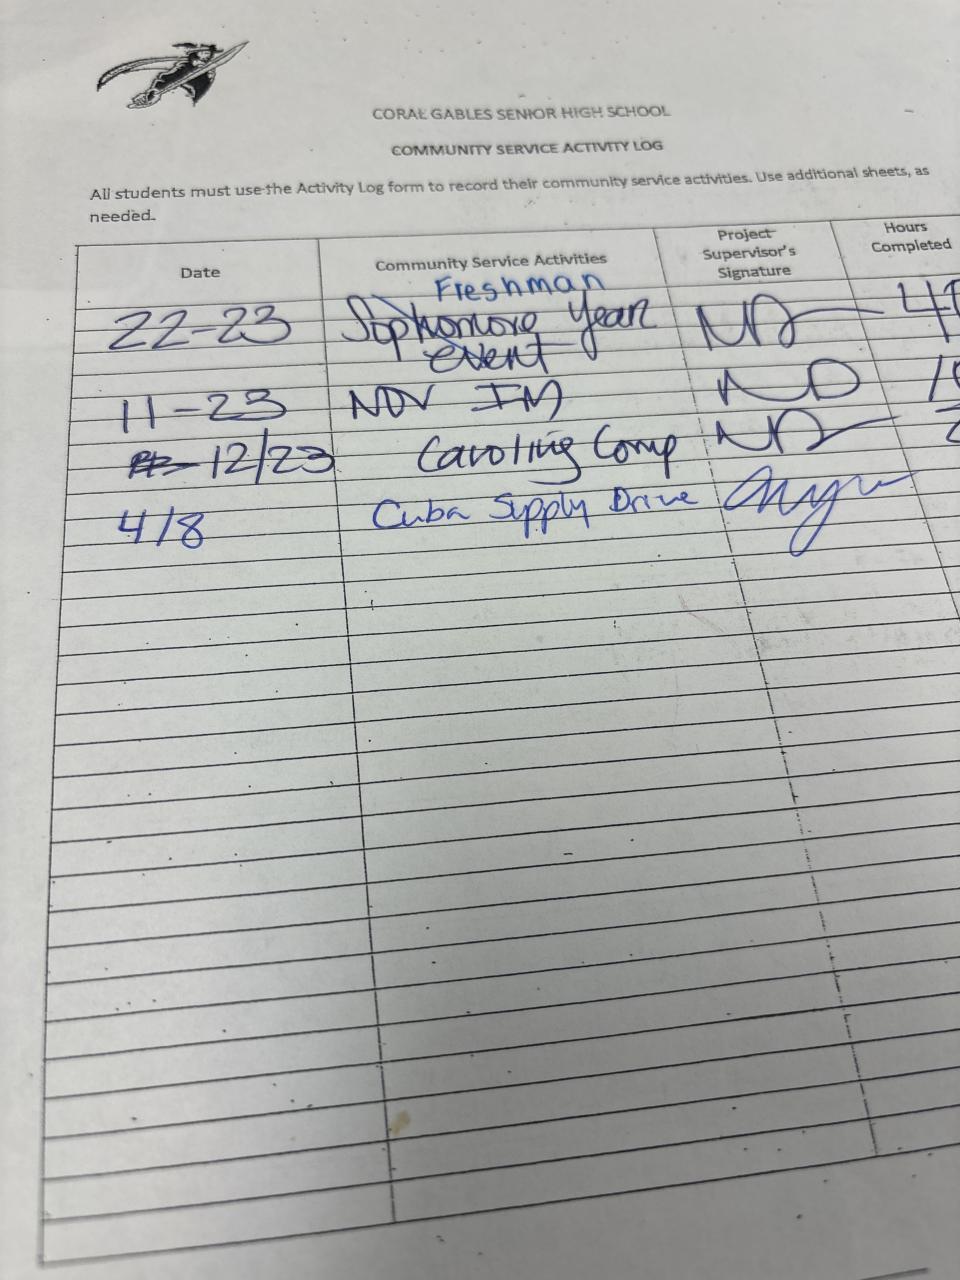 CORAL GABLES SENIOR HIGH SCHOOL
COMMUNITY SERVICE ACTIVITY LOG
All students must use the Activity Log form to record their community service activities. Use additional sheets, as
needed.
Date
Community Service Activities
Project Supervisor's Signature
Hours Completed
Freshman
22-23 Sophomore Year
event
11-23 NOV
12/23 Caroling Comp
4/8 Cuba Supply Drive